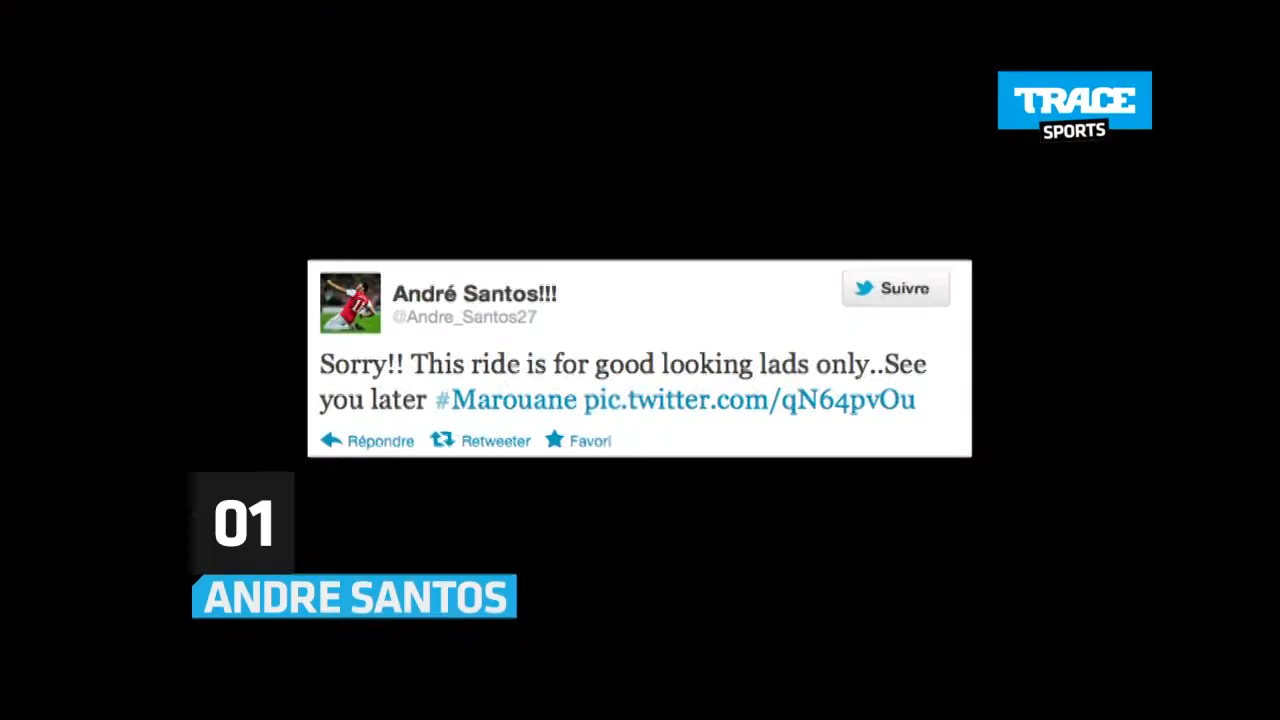 TRACE
SPORTS
André Santos!!!
Suivre
@Andre_Santos27
Sorry!! This ride is for good looking lads only..See
you later #Marouane pic.twitter.com/qN64pvOu
Répondre Retweeter Favori
01
ANDRE SANTOS